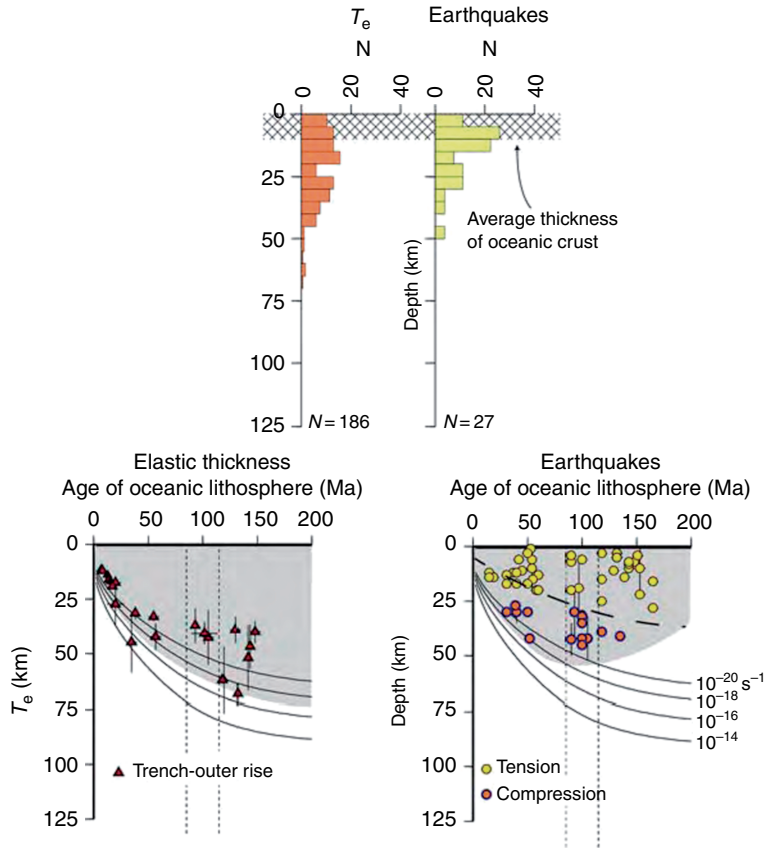 Te
Earthquakes
N
N
0
20
40
0
20
40
0
25
50
75
100
125
Average thickness
of oceanic crust
Depth (km)
N = 186
N = 27
Elastic thickness
Age of oceanic lithosphere (Ma)
0
50
100
150
200
0
25
50
75
100
125
Te (km)
Trench-outer rise
Earthquakes
Age of oceanic lithosphere (Ma)
0
50
100
150
200
0
25
50
75
100
125
Depth (km)
10⁻²⁰ s⁻¹
10⁻¹⁸
10⁻¹⁶
10⁻¹⁴
Tension
Compression